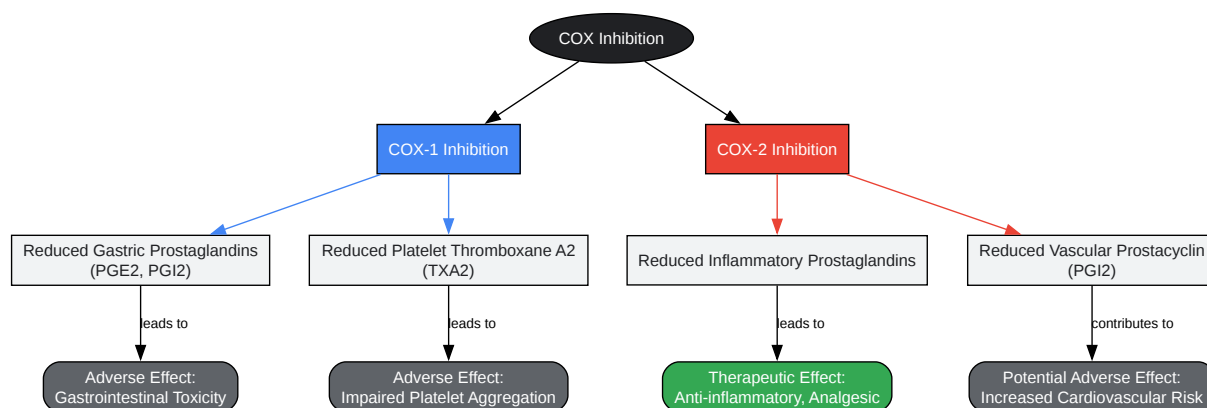 COX Inhibition
COX-1 Inhibition
COX-2 Inhibition
Reduced Gastric Prostaglandins
(PGE2, PGI2)
Reduced Platelet Thromboxane A2
(TXA2)
Reduced Inflammatory Prostaglandins
Reduced Vascular Prostacyclin
(PGI2)
leads to
leads to
leads to
contributes to
Adverse Effect:
Gastrointestinal Toxicity
Adverse Effect:
Impaired Platelet Aggregation
Therapeutic Effect:
Anti-inflammatory, Analgesic
Potential Adverse Effect:
Increased Cardiovascular Risk